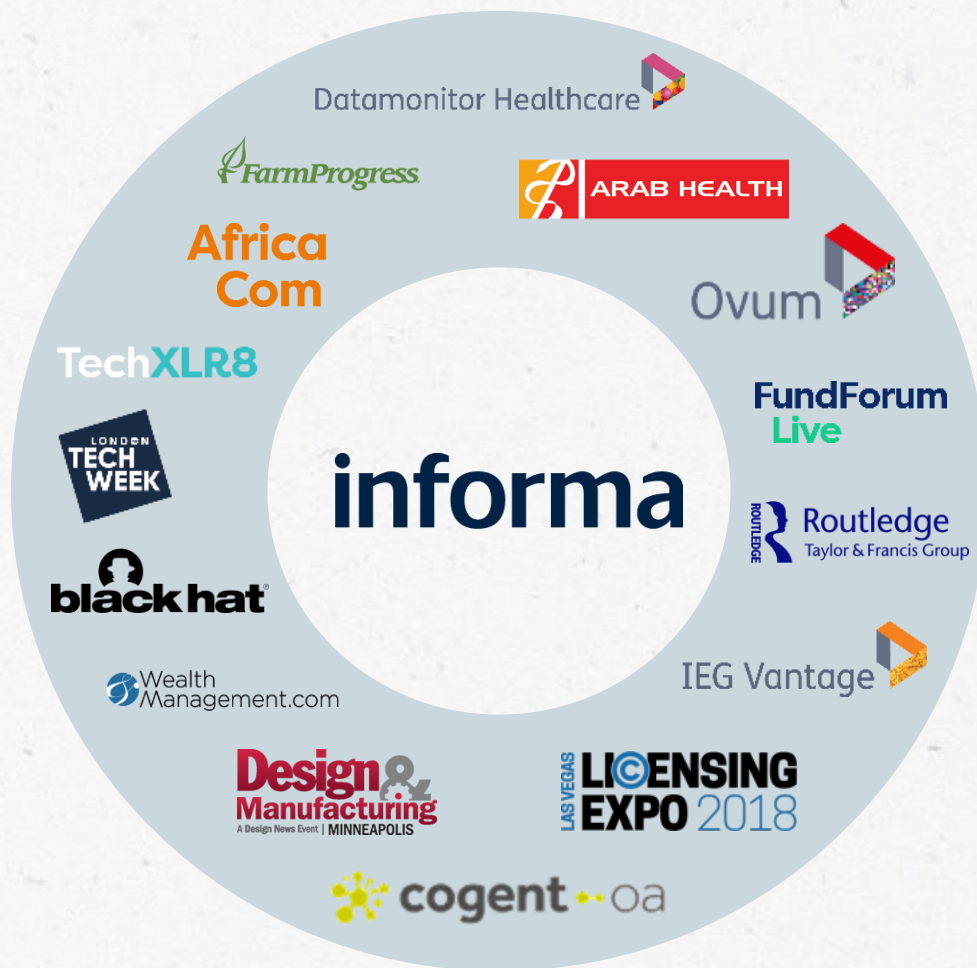 Datamonitor Healthcare
FarmProgress
ARAB HEALTH
Africa
Com
Ovum
TechXLR8
FundForum
Live
LONDON
TECH
WEEK
informa
ROUTLEDGE
Routledge
Taylor & Francis Group
black hat
Wealth
Management.com
IEG Vantage
Design &
Manufacturing
A Design News Event | MINNEAPOLIS
LAS VEGAS
LICENSING
EXPO 2018
cogent oa